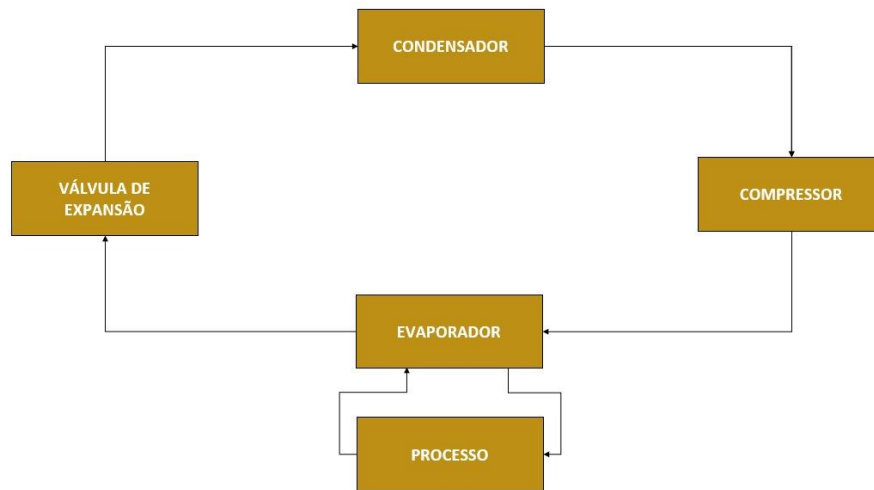 CONDENSADOR
VÁLVULA DE
EXPANSÃO
COMPRESSOR
EVAPORADOR
PROCESSO